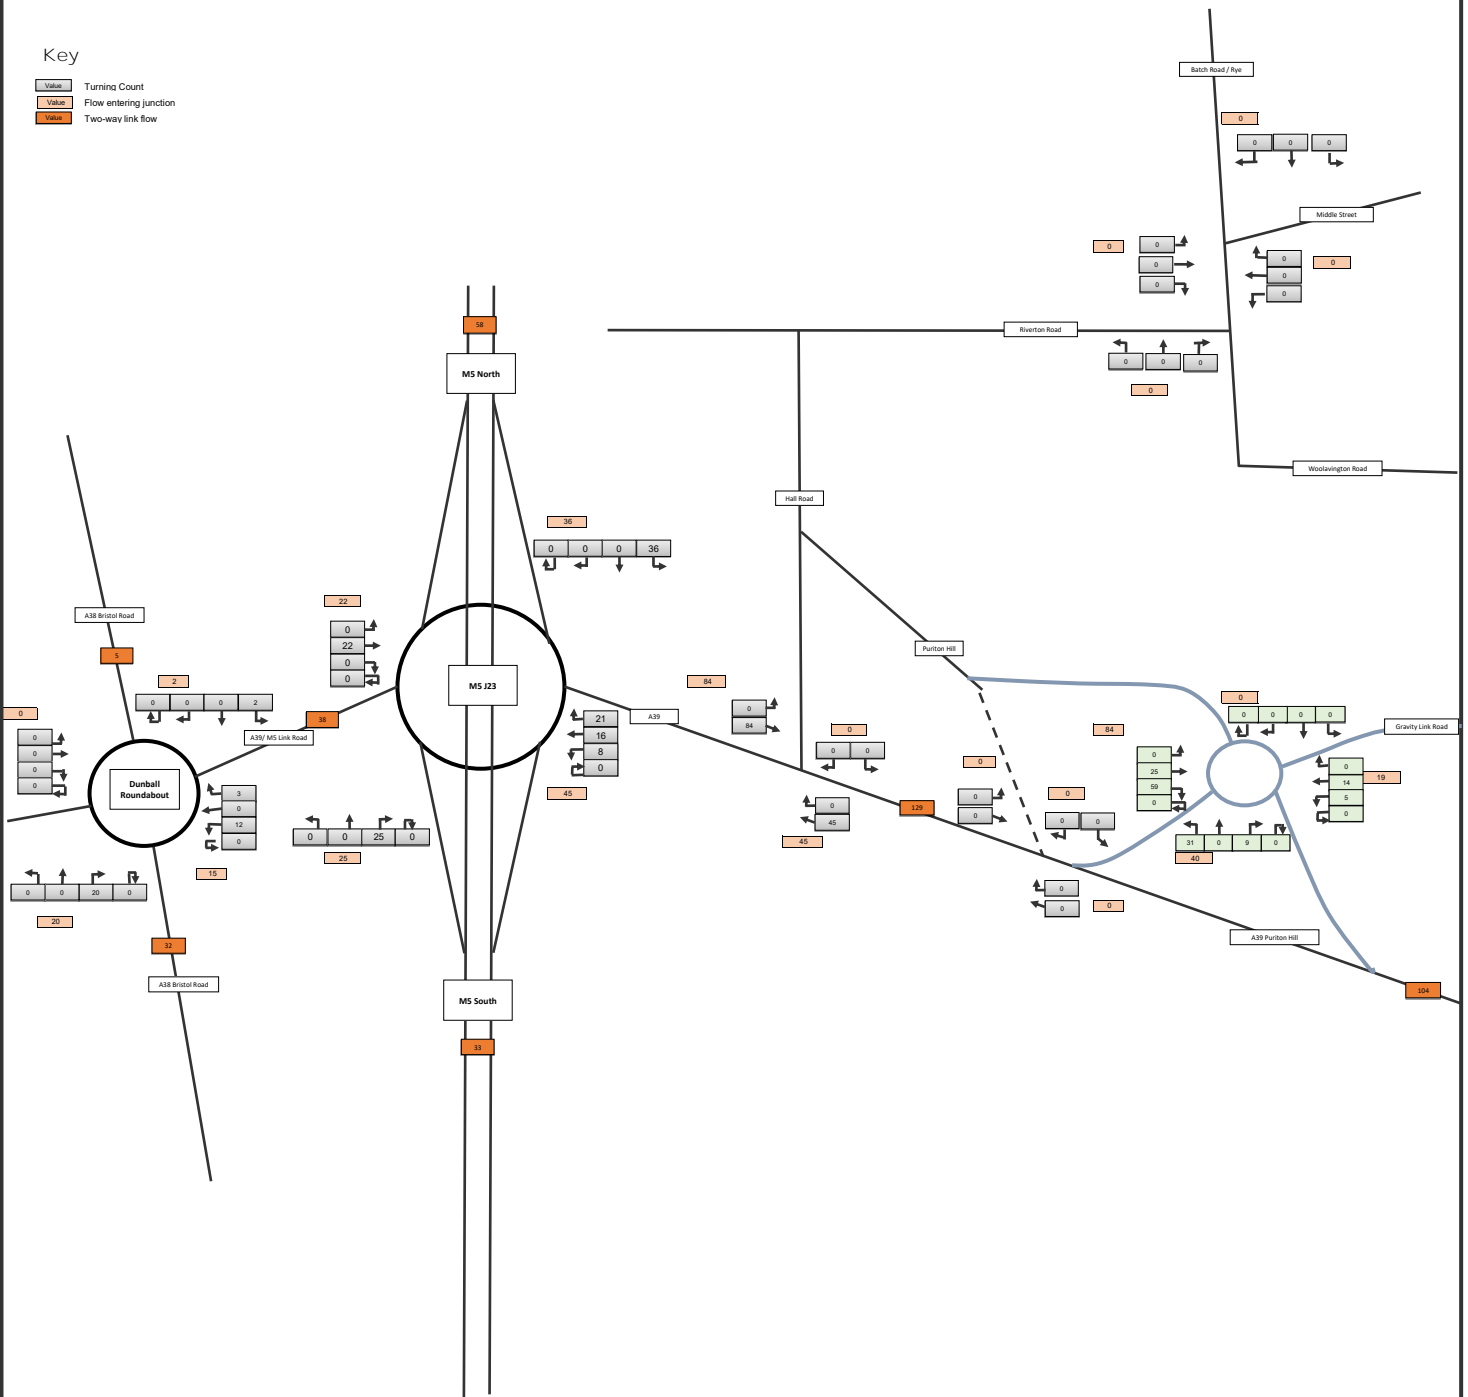 Key
Value Turning Count
Value Flow entering junction
Value Two-way link flow
Batch Road / Rye
0
0 0 0
Middle Street
0
0
0
0
0
0
0
0
Riverton Road
0 0 0
0
Woolavington Road
58
M5 North
Hall Road
36
0 0 0 36
22
0
22
0
0
M5 J23
A38 Bristol Road
5
2
0 0 0 2
38
A39/ M5 Link Road
0
0
0
0
0
Dunball
Roundabout
3
0
12
0
15
0 0 25 0
25
0 0 20 0
20
32
A38 Bristol Road
21
16
8
0
45
A39
84
0
84
0
0 0
0
45
45
129
Puriton Hill
0
0
0
0
0 0
0
0
0
84
0
25
59
0
0
0 0 0 0
Gravity Link Road
0
14
5
0
19
31 0 9 0
40
A39 Puriton Hill
104
M5 South
33